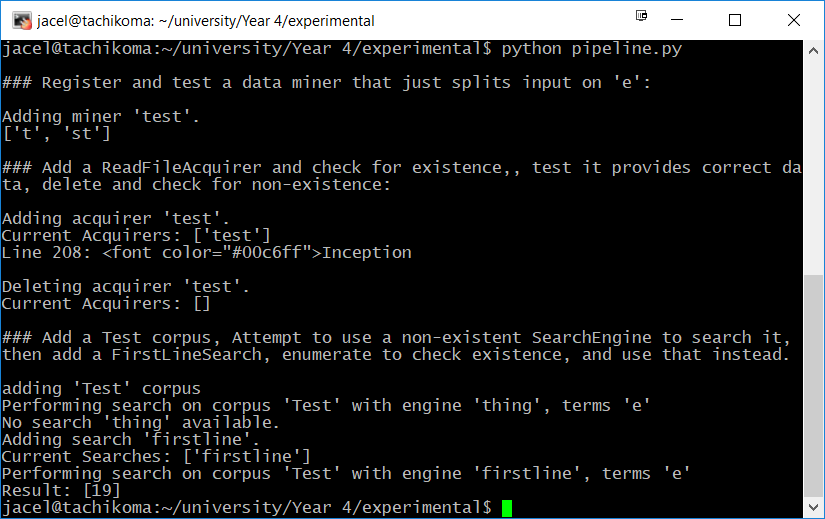 jacel@tachikoma: ~/university/Year 4/experimental
jacel@tachikoma:~/university/Year 4/experimental$ python pipeline.py
### Register and test a data miner that just splits input on 'e':
Adding miner 'test'.
['t', 'st']
### Add a ReadFileAcquirer and check for existence,, test it provides correct da
ta, delete and check for non-existence:
Adding acquirer 'test'.
Current Acquirers: ['test']
Line 208: <font color="#00c6ff">Inception
Deleting acquirer 'test'.
Current Acquirers: []
### Add a Test corpus, Attempt to use a non-existent SearchEngine to search it,
then add a FirstLineSearch, enumerate to check existence, and use that instead.
adding 'Test' corpus
Performing search on corpus 'Test' with engine 'thing', terms 'e'
No search 'thing' available.
Adding search 'firstline'.
Current Searches: ['firstline']
Performing search on corpus 'Test' with engine 'firstline', terms 'e'
Result: [19]
jacel@tachikoma:~/university/Year 4/experimental$